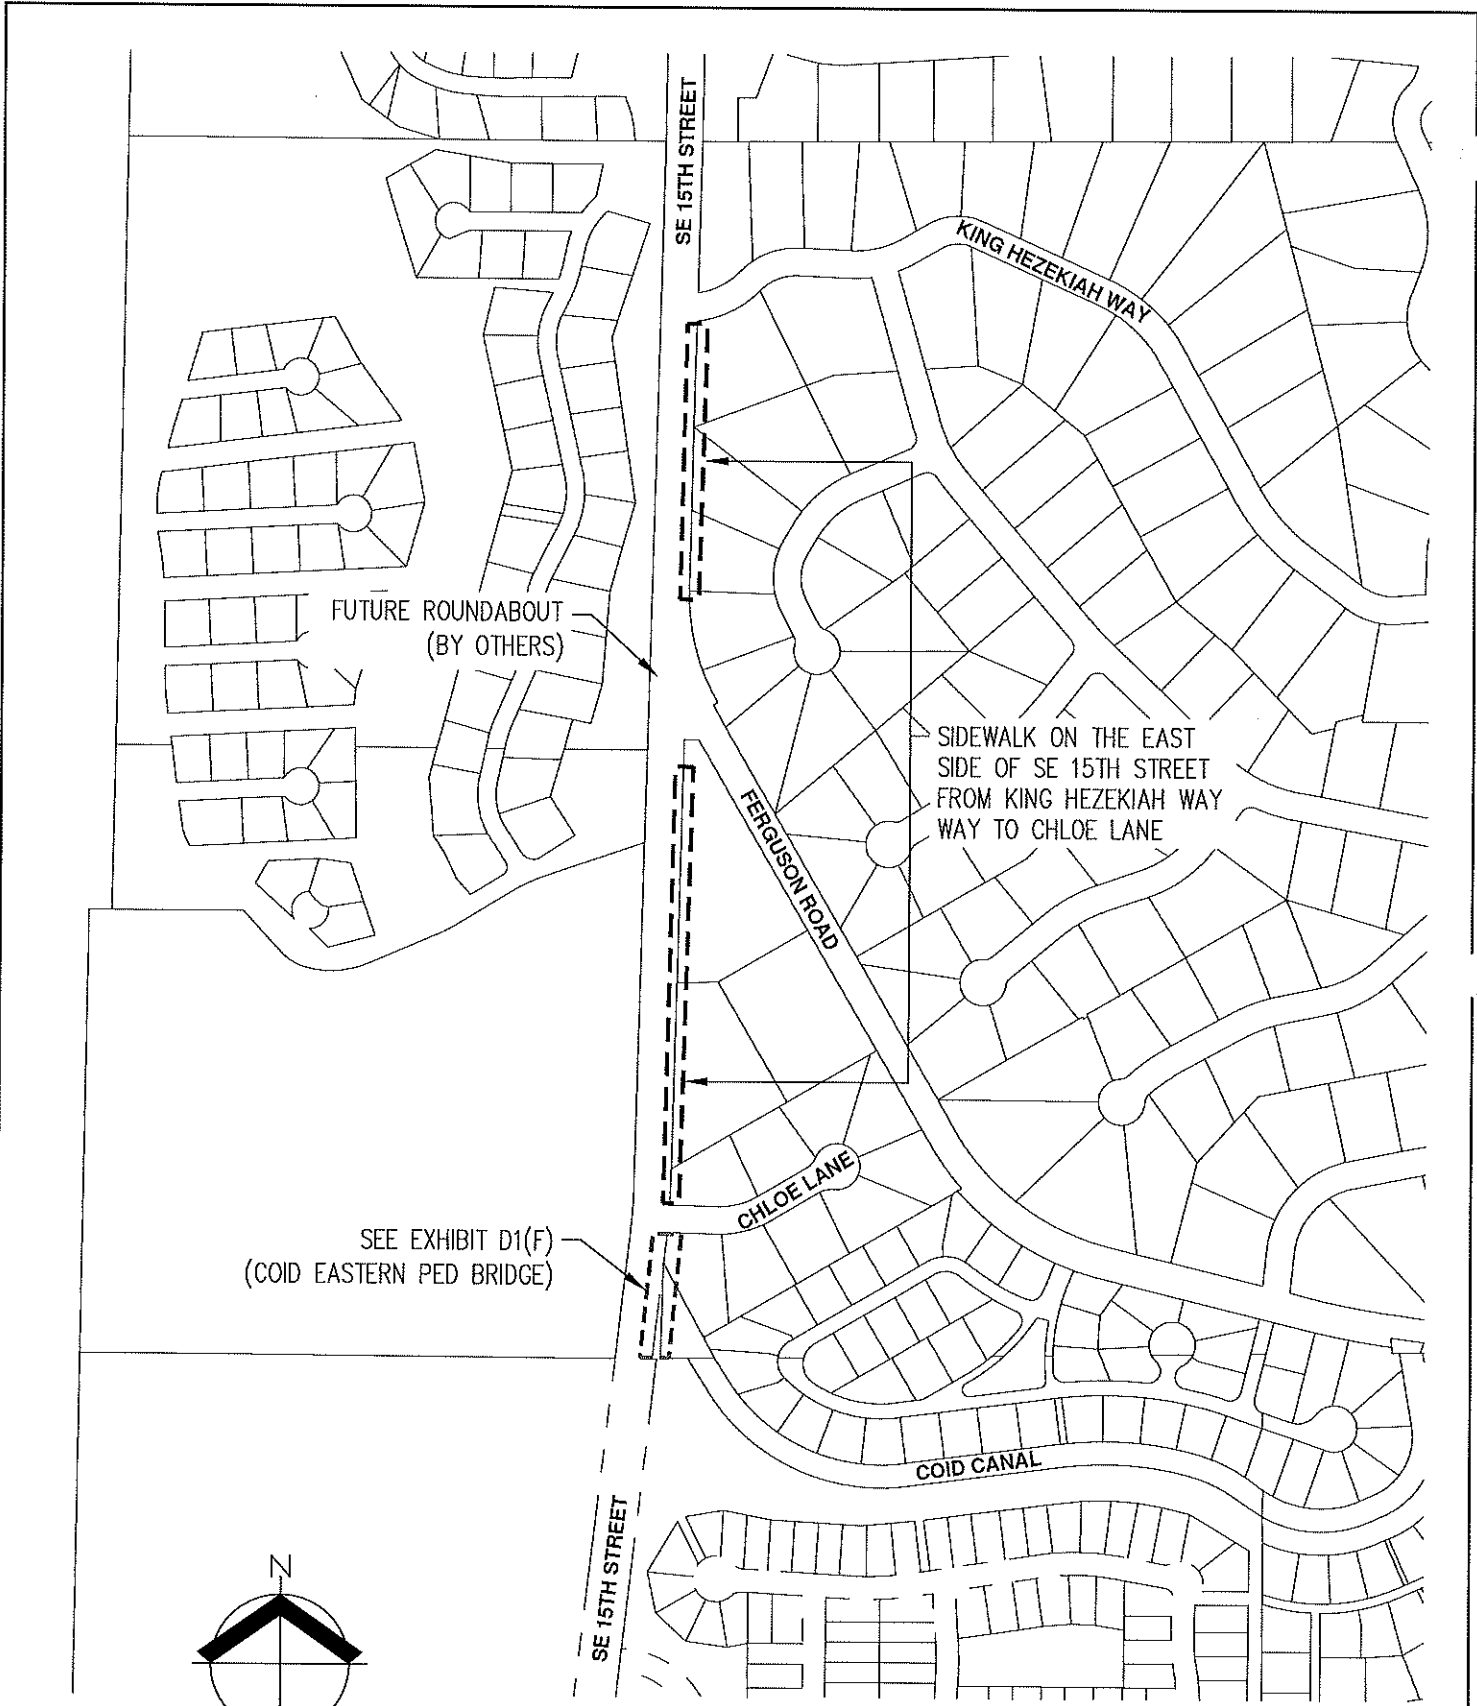 SE 15TH STREET
KING HEZEKIAH WAY
FUTURE ROUNDABOUT
(BY OTHERS)
SIDEWALK ON THE EAST
SIDE OF SE 15TH STREET
FROM KING HEZEKIAH WAY
WAY TO CHLOE LANE
FERGUSON ROAD
CHLOE LANE
SEE EXHIBIT D1(F)
(COID EASTERN PED BRIDGE)
COID CANAL
SE 15TH STREET
N